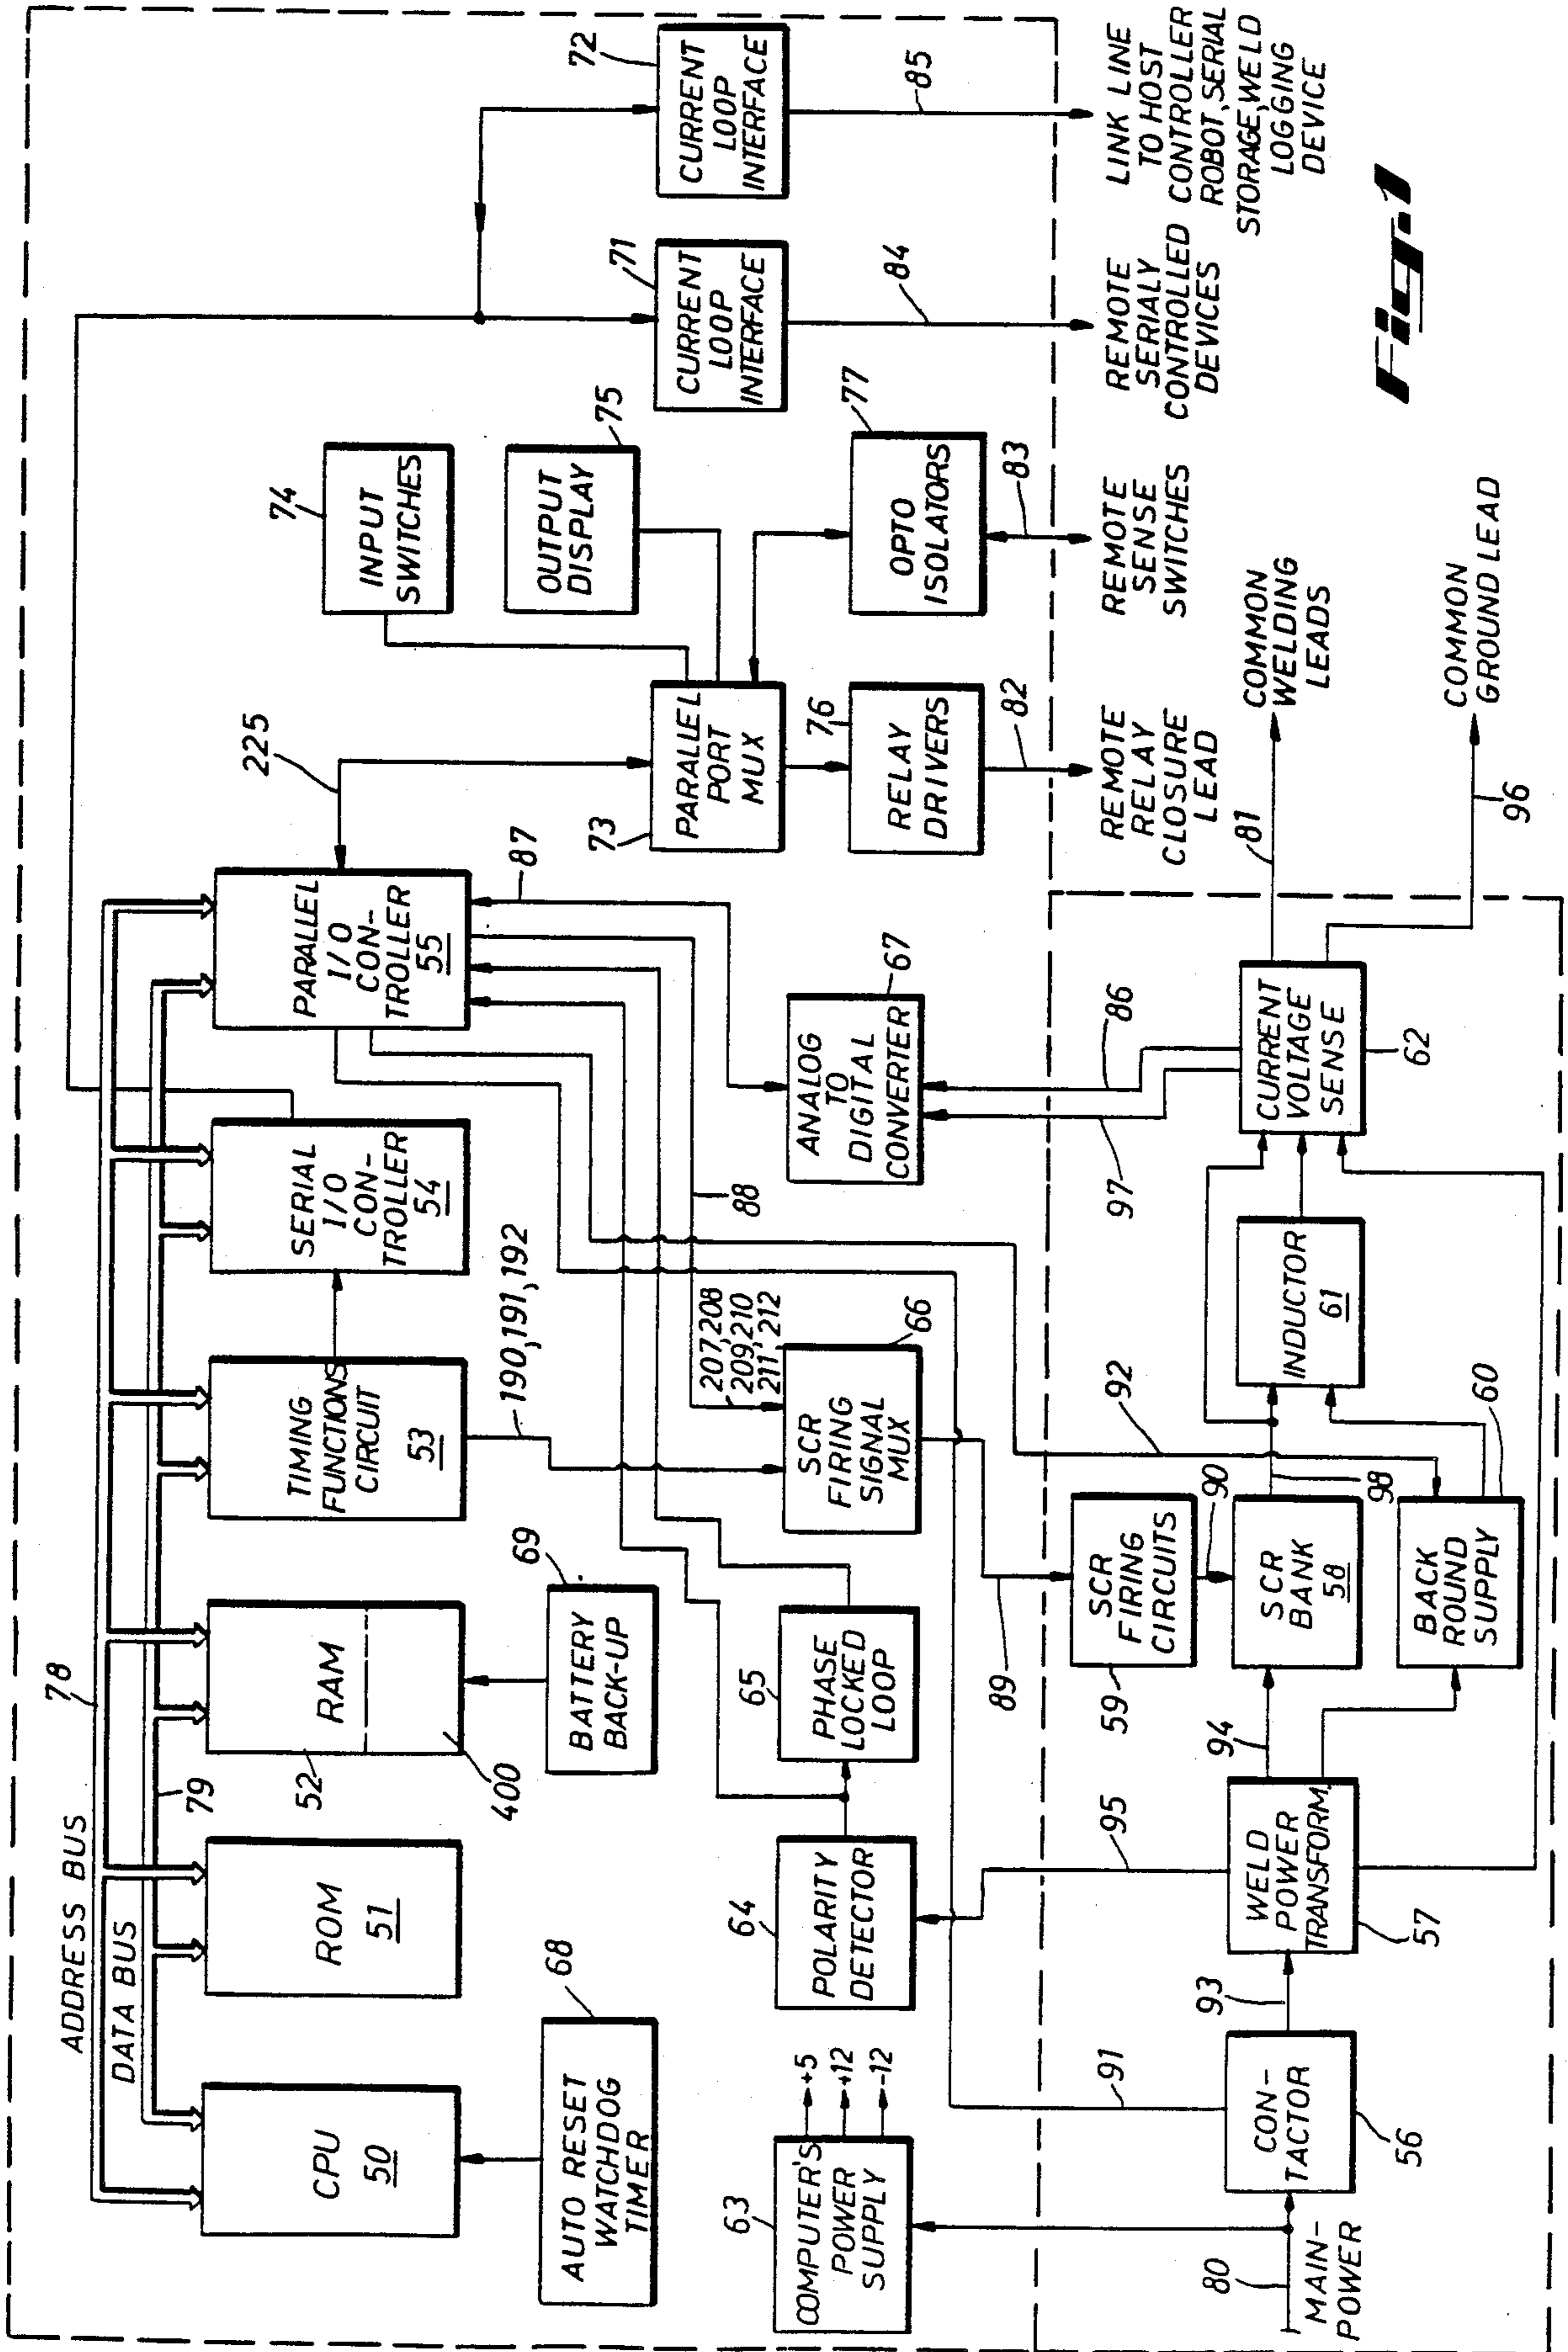 ADDRESS BUS
78
DATA BUS
79
CPU
50
ROM
51
RAM
52
400
TIMING
FUNCTIONS
CIRCUIT
53
SERIAL
I/O
CON-
TROLLER
54
PARALLEL
I/O
CON-
TROLLER
55
225
AUTO RESET
WATCHDOG
TIMER
68
BATTERY
BACK-UP
69
190,191,192
87
88
INPUT
SWITCHES
74
OUTPUT
DISPLAY
75
PARALLEL
PORT
MUX
73
CURRENT
LOOP
INTERFACE
71
CURRENT
LOOP
INTERFACE
72
COMPUTER'S
POWER
SUPPLY
63
+5
+12
-12
POLARITY
DETECTOR
64
PHASE
LOCKED
LOOP
65
207,208
209,210
211,212
SCR
FIRING
SIGNAL
MUX
66
ANALOG
TO
DIGITAL
CONVERTER
67
RELAY
DRIVERS
76
OPTO
ISOLATORS
77
82
83
84
85
REMOTE
RELAY
CLOSURE
LEAD
REMOTE
SENSE
SWITCHES
REMOTE
SERIALY
CONTROLLED
DEVICES
LINK LINE
TO HOST
CONTROLLER
ROBOT,SERIAL
STORAGE,WELD
LOGGING
DEVICE
91
95
89
92
97
86
MAIN-
POWER
80
CON-
TACTOR
56
93
WELD
POWER
TRANSFORM.
57
94
SCR
FIRING
CIRCUITS
59
90
SCR
BANK
58
98
BACK
ROUND
SUPPLY
60
INDUCTOR
61
CURRENT
VOLTAGE
SENSE
62
81
COMMON
WELDING
LEADS
96
COMMON
GROUND LEAD
Fig.1